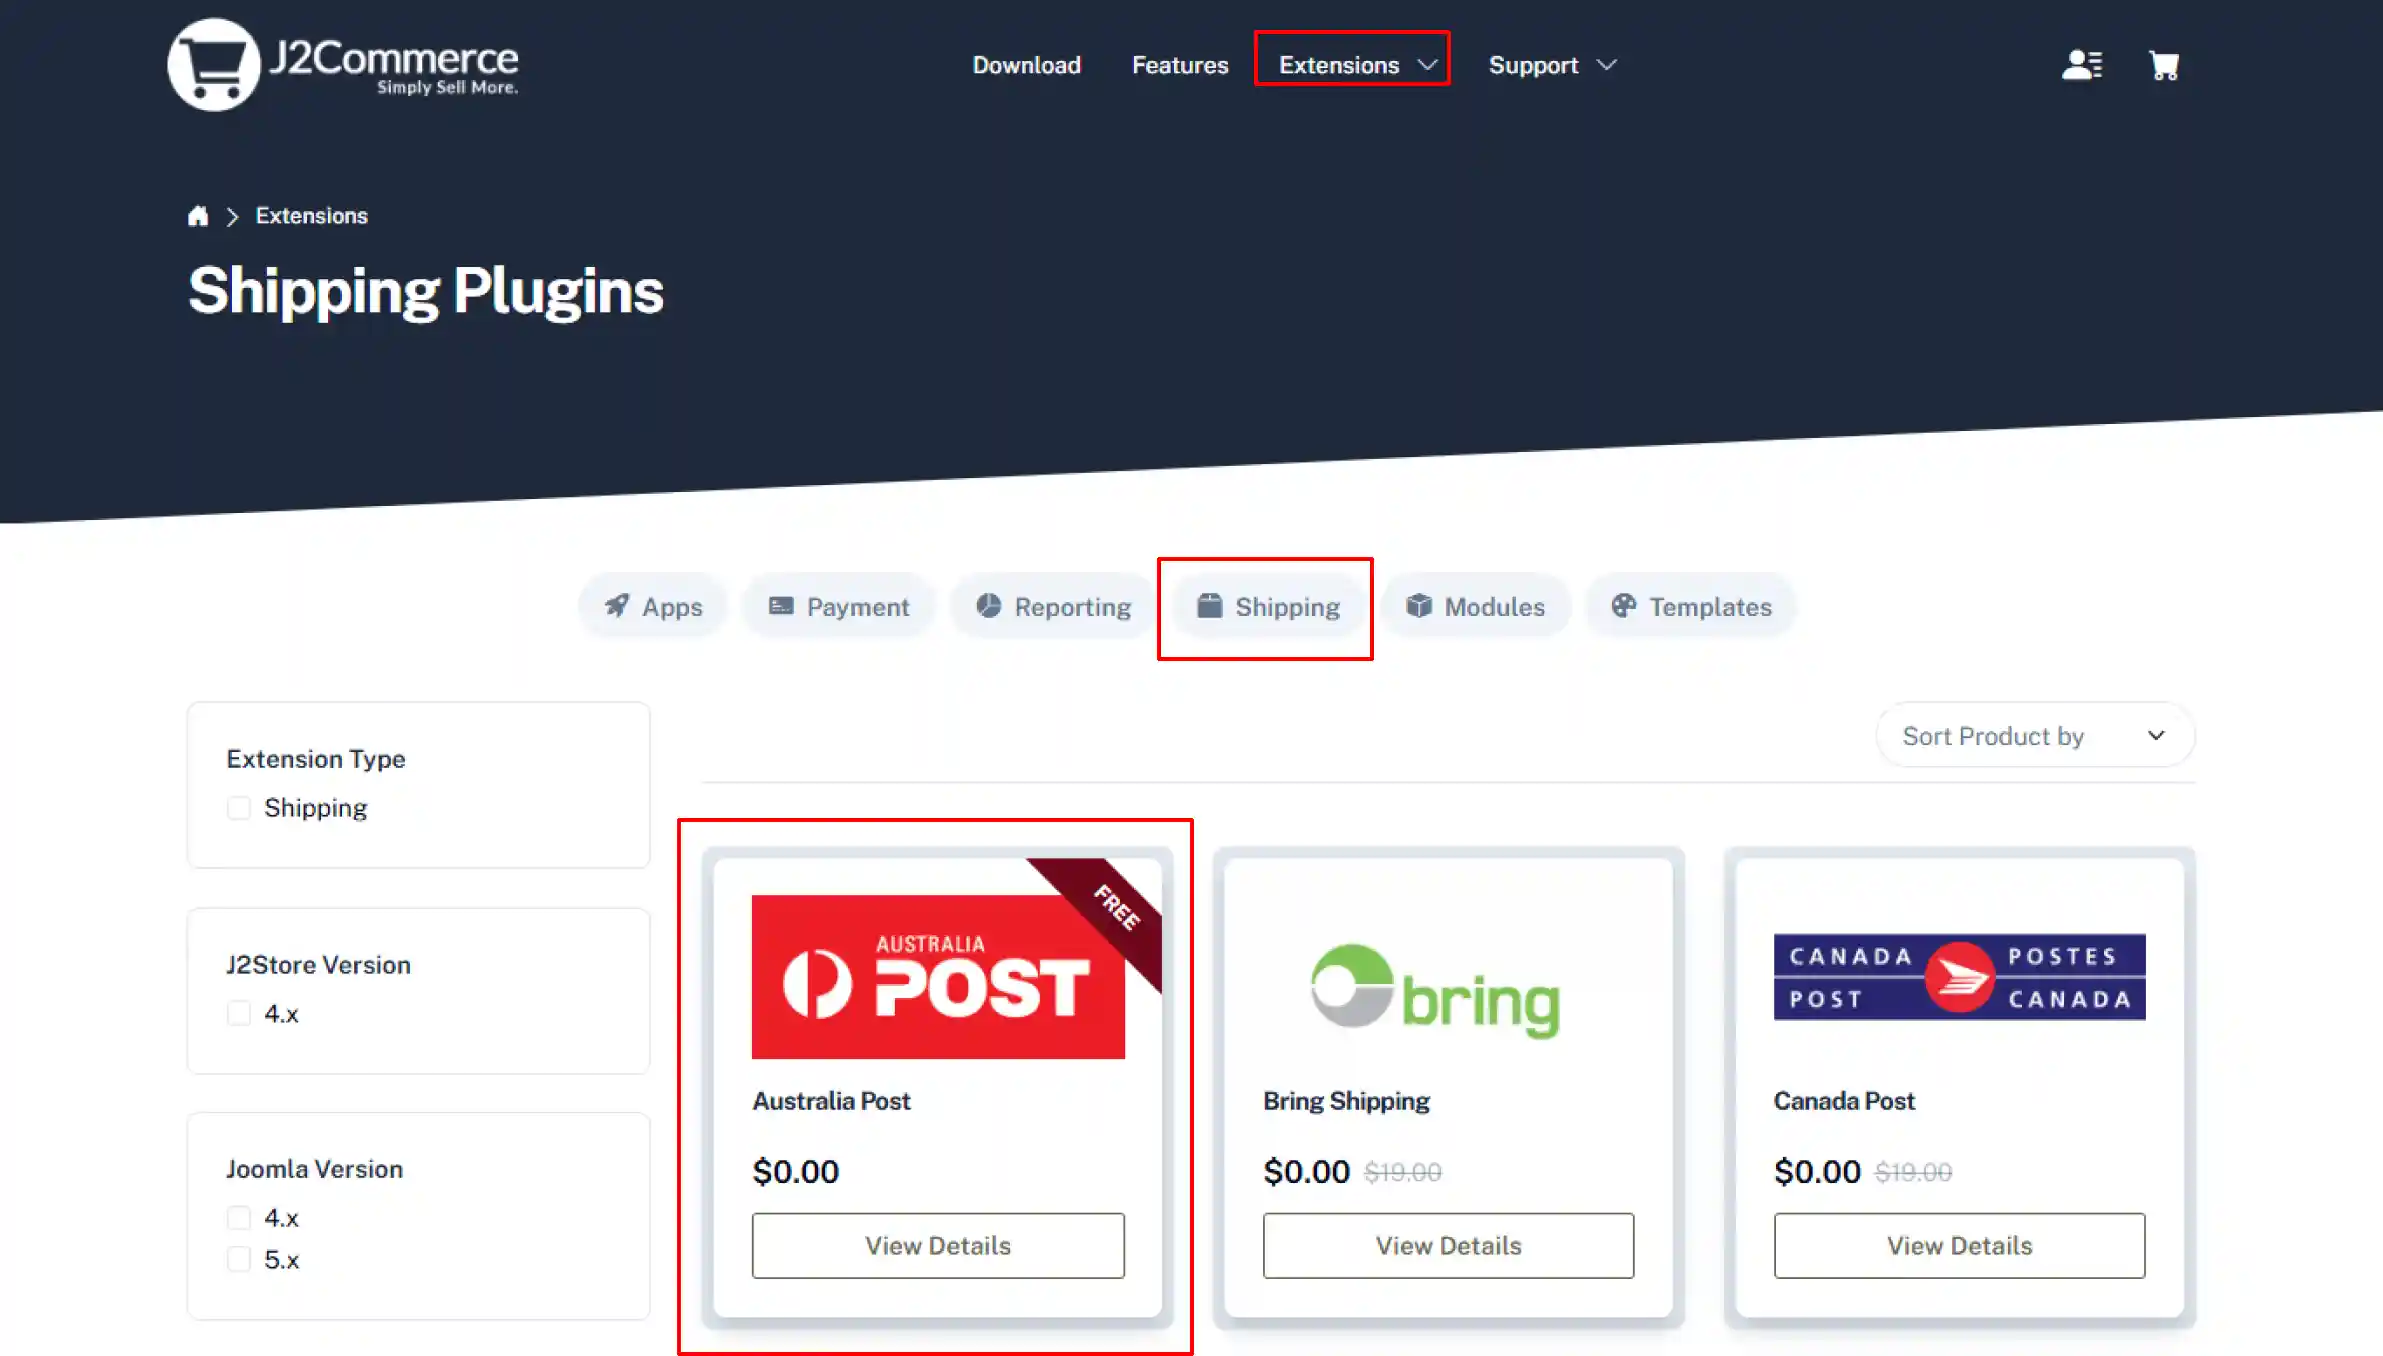 J2Commerce
Simply Sell More.
Download
Features
Extensions
Support
Extensions
Shipping Plugins
Apps
Payment
Reporting
Shipping
Modules
Templates
Extension Type
Shipping
J2Store Version
4.x
Joomla Version
4.x
5.x
Sort Product by
FREE
AUSTRALIA
POST
Australia Post
$0.00
View Details
bring
Bring Shipping
$0.00 $19.00
View Details
CANADA POSTES
POST CANADA
Canada Post
$0.00 $19.00
View Details